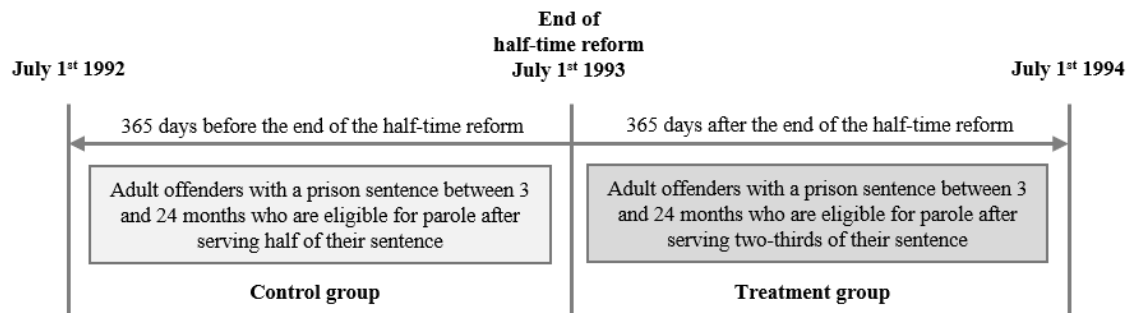 End of
half-time reform
July 1st 1992
July 1st 1993
July 1st 1994
365 days before the end of the half-time reform
365 days after the end of the half-time reform
Adult offenders with a prison sentence between 3
and 24 months who are eligible for parole after
serving half of their sentence
Adult offenders with a prison sentence between 3
and 24 months who are eligible for parole after
serving two-thirds of their sentence
Control group
Treatment group